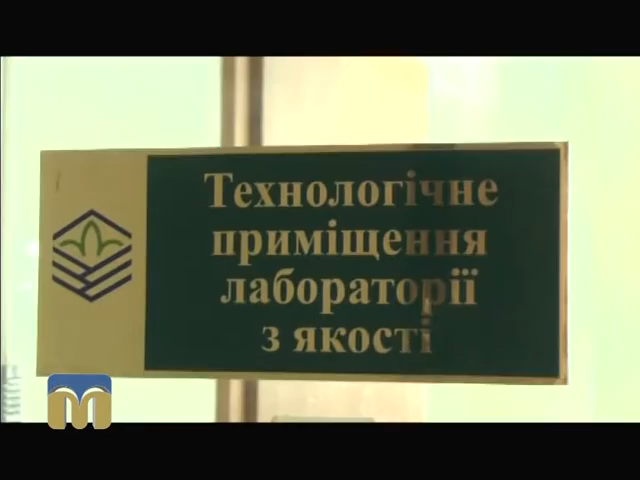 Технологічне
приміщення
лабораторії
з якості